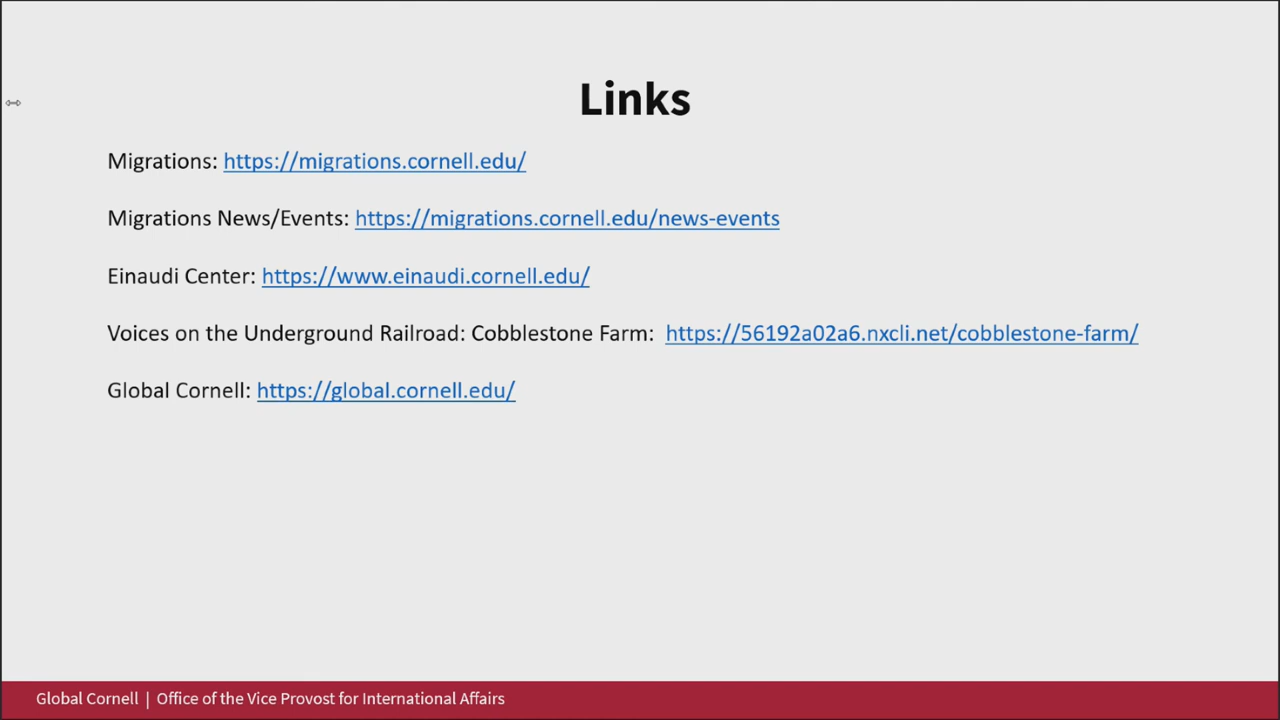 Links
Migrations: https://migrations.cornell.edu/
Migrations News/Events: https://migrations.cornell.edu/news-events
Einaudi Center: https://www.einaudi.cornell.edu/
Voices on the Underground Railroad: Cobblestone Farm: https://56192a02a6.nxcli.net/cobblestone-farm/
Global Cornell: https://global.cornell.edu/
Global Cornell | Office of the Vice Provost for International Affairs